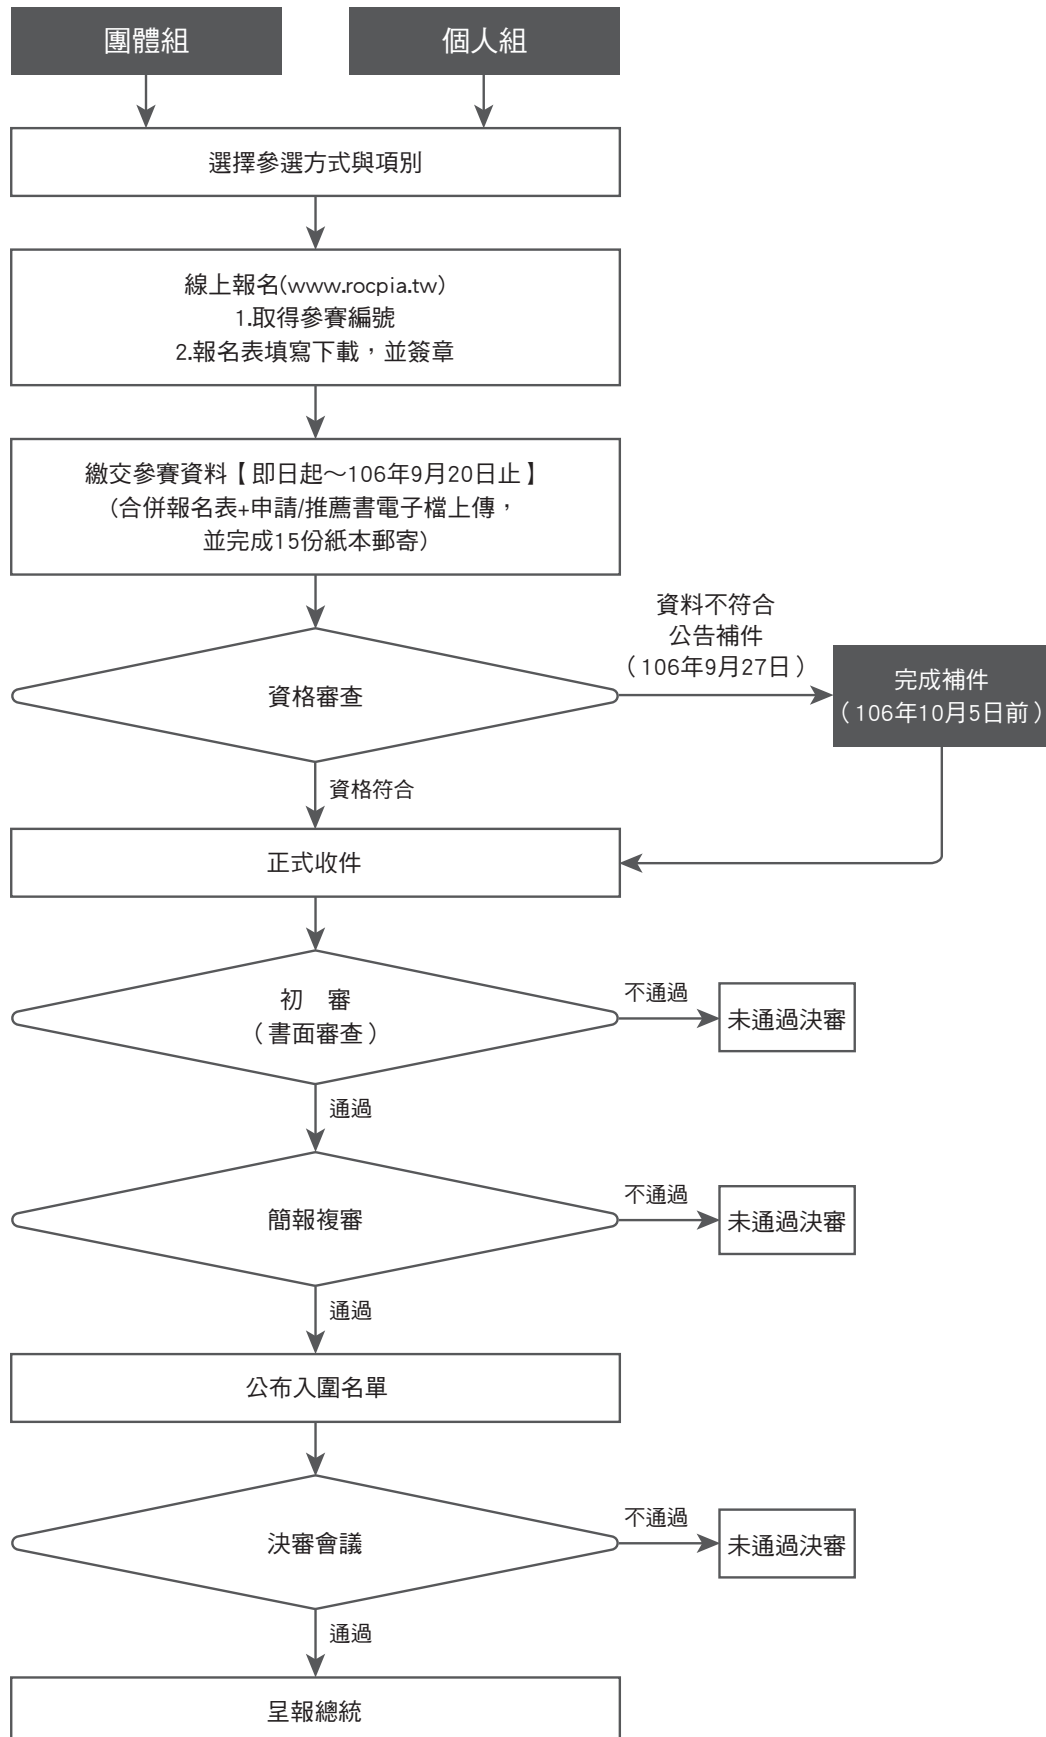 團體組
個人組
選擇參選方式與項別
線上報名(www.rocpia.tw)
1.取得參賽編號
2.報名表填寫下載，並簽章
繳交參賽資料【即日起～106年9月20日止】
(合併報名表+申請/推薦書電子檔上傳，
並完成15份紙本郵寄)
資料不符合
公告補件
（106年9月27日）
資格審查
完成補件
（106年10月5日前）
資格符合
正式收件
初　審
（書面審查）
不通過
未通過決審
通過
簡報複審
不通過
未通過決審
通過
公布入圍名單
決審會議
不通過
未通過決審
通過
呈報總統